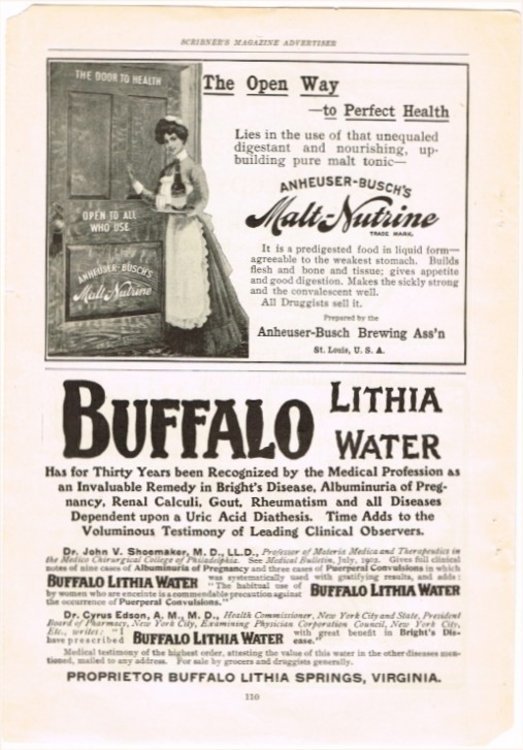 SCRIBNER'S MAGAZINE ADVERTISER
THE DOOR TO HEALTH
OPEN TO ALL
WHO USE
ANHEUSER-BUSCH'S
Malt-Nutrine
The Open Way
—to Perfect Health
Lies in the use of that unequaled
digestant and nourishing, up-
building pure malt tonic—
ANHEUSER-BUSCH'S
Malt-Nutrine
TRADE MARK.
It is a predigested food in liquid form—
agreeable to the weakest stomach. Builds
flesh and bone and tissue; gives appetite
and good digestion. Makes the sickly strong
and the convalescent well.
All Druggists sell it.
Prepared by the
Anheuser-Busch Brewing Ass'n
St. Louis, U. S. A.
BUFFALO LITHIA
WATER
Has for Thirty Years been Recognized by the Medical Profession as
an Invaluable Remedy in Bright's Disease, Albuminuria of Preg-
nancy, Renal Calculi, Gout, Rheumatism and all Diseases
Dependent upon a Uric Acid Diathesis. Time Adds to the
Voluminous Testimony of Leading Clinical Observers.
Dr. John V. Shoemaker, M. D., LL.D., Professor of Materia Medica and Therapeutics in
the Medico Chirurgical College of Philadelphia. See Medical Bulletin, July, 1902. Gives full clinical
notes of nine cases of Albuminuria of Pregnancy and three cases of Puerperal Convulsions in which
BUFFALO LITHIA WATER was systematically used with gratifying results, and adds:
"The habitual use of BUFFALO LITHIA WATER
by women who are enceinte is a commendable precaution against
the occurrence of Puerperal Convulsions."
Dr. Cyrus Edson, A. M., M. D., Health Commissioner, New York City and State, President
Board of Pharmacy, New York City, Examining Physician Corporation Council, New York City,
Etc., writes: "I have prescribed BUFFALO LITHIA WATER with great benefit in Bright's Dis-
ease."
Medical testimony of the highest order, attesting the value of this water in the other diseases men-
tioned, mailed to any address. For sale by grocers and druggists generally.
PROPRIETOR BUFFALO LITHIA SPRINGS, VIRGINIA.
110